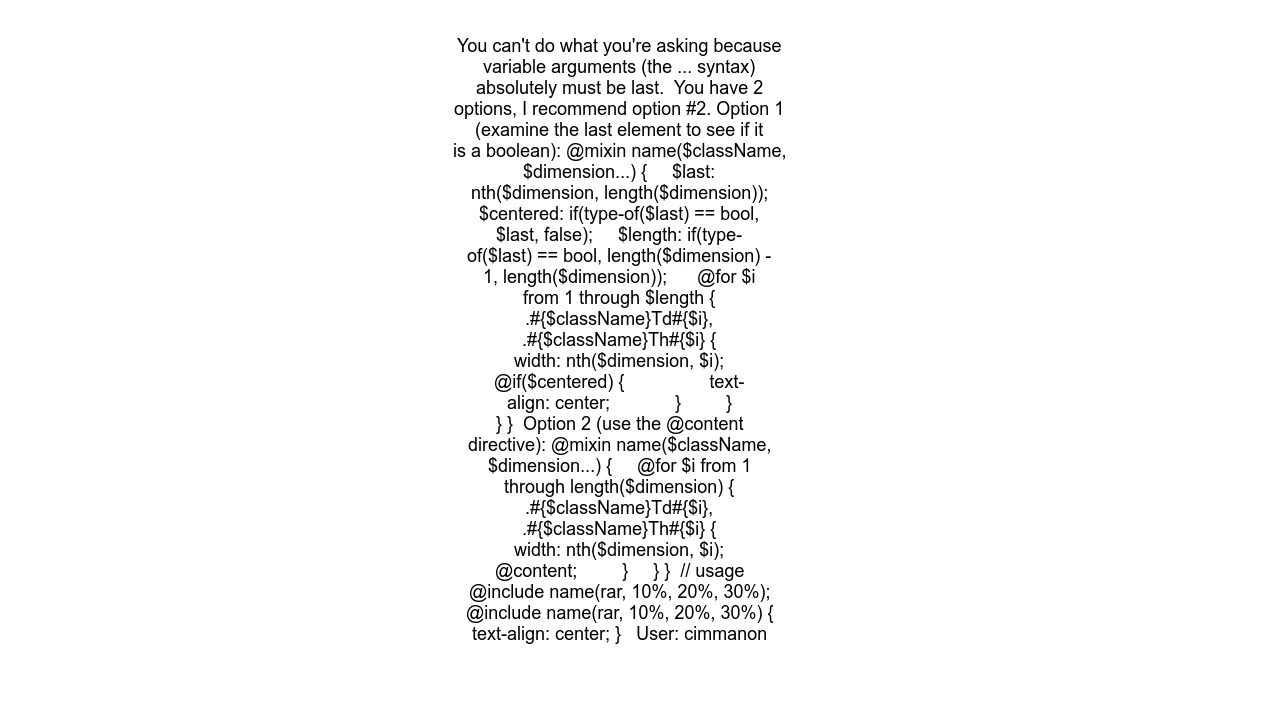 You can't do what you're asking because
variable arguments (the ... syntax)
absolutely must be last.  You have 2
options, I recommend option #2. Option 1
(examine the last element to see if it
is a boolean): @mixin name($className,
$dimension...) {     $last:
nth($dimension, length($dimension));
$centered: if(type-of($last) == bool,
$last, false);     $length: if(type-
of($last) == bool, length($dimension) -
1, length($dimension));      @for $i
from 1 through $length {
.#{$className}Td#{$i},
.#{$className}Th#{$i} {
width: nth($dimension, $i);
@if($centered) {                 text-
align: center;             }         }
} }  Option 2 (use the @content
directive): @mixin name($className,
$dimension...) {     @for $i from 1
through length($dimension) {
.#{$className}Td#{$i},
.#{$className}Th#{$i} {
width: nth($dimension, $i);
@content;         }     } }  // usage
@include name(rar, 10%, 20%, 30%);
@include name(rar, 10%, 20%, 30%) {
text-align: center; }   User: cimmanon